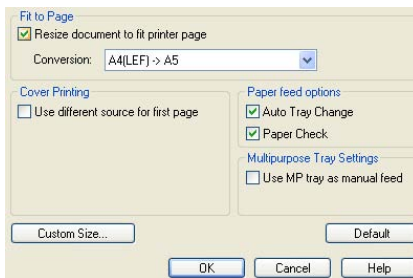 Fit to Page
Resize document to fit printer page
Conversion: A4(LEF) -> A5
Cover Printing
Use different source for first page
Paper feed options
Auto Tray Change
Paper Check
Multipurpose Tray Settings
Use MP tray as manual feed
Custom Size...
Default
OK
Cancel
Help